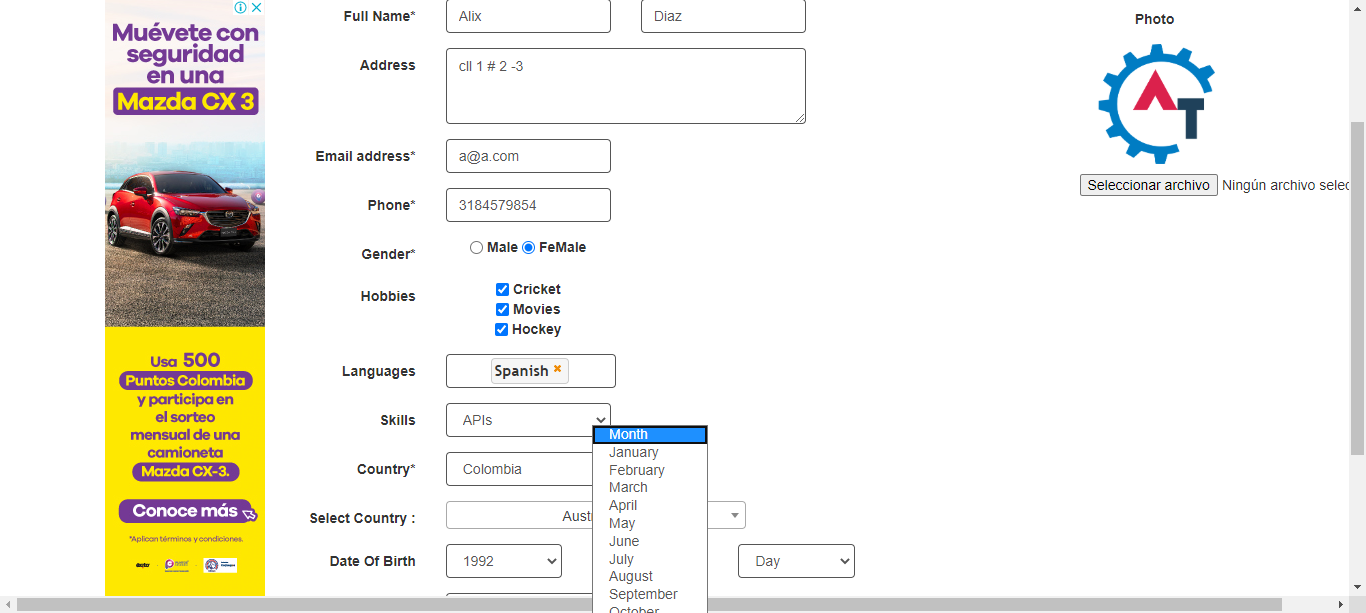 Muévete con
seguridad
en una
Mazda CX 3
Usa 500
Puntos Colombia
y participa en
el sorteo
mensual de una
camioneta
Mazda CX-3.
Conoce más
*Aplican términos y condiciones.
Full Name* Alix Diaz
Address cll 1 # 2 -3
Email address* a@a.com
Phone* 3184579854
Gender* Male FeMale
Hobbies Cricket
Movies
Hockey
Languages Spanish
Skills APIs
Country* Colombia
Select Country : Aust
Date Of Birth 1992 Day
Month
January
February
March
April
May
June
July
August
September
October
Photo
AT
Seleccionar archivo Ningún archivo selec